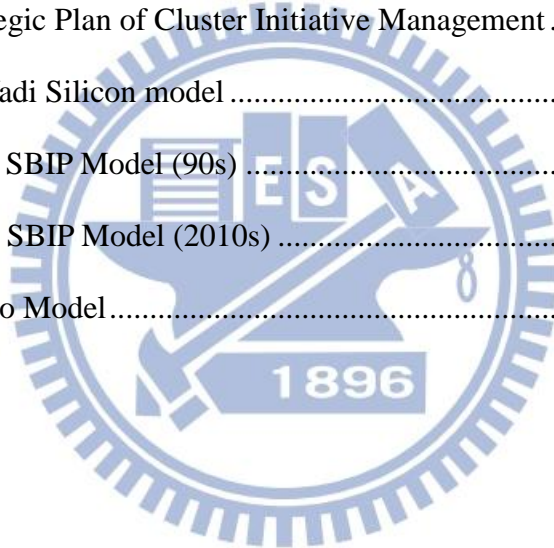 egic Plan of Cluster Initiative Management .
adi Silicon model ........................................
SBIP Model (90s) ......................................
E S A
SBIP Model (2010s) ..................................
o Model.........................................................
1896